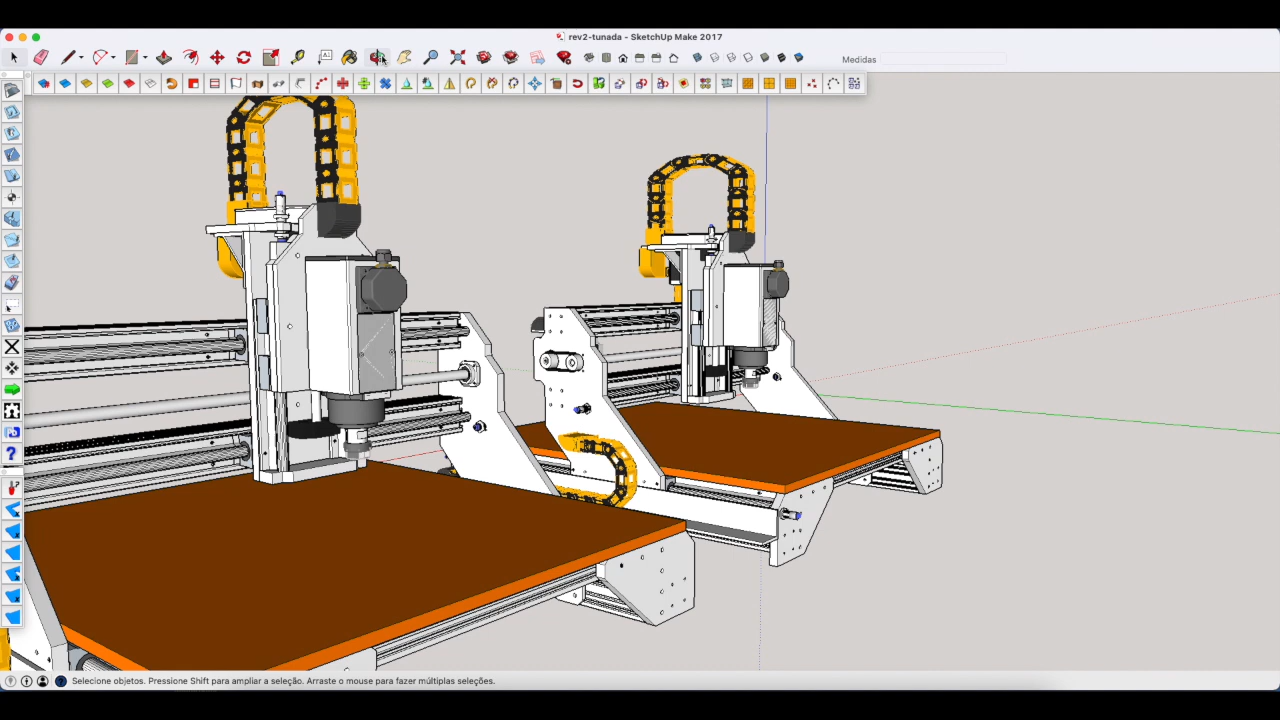 rev2-tunada - SketchUp Make 2017
Medidas
Selecione objetos. Pressione Shift para ampliar a seleção. Arraste o mouse para fazer múltiplas seleções.